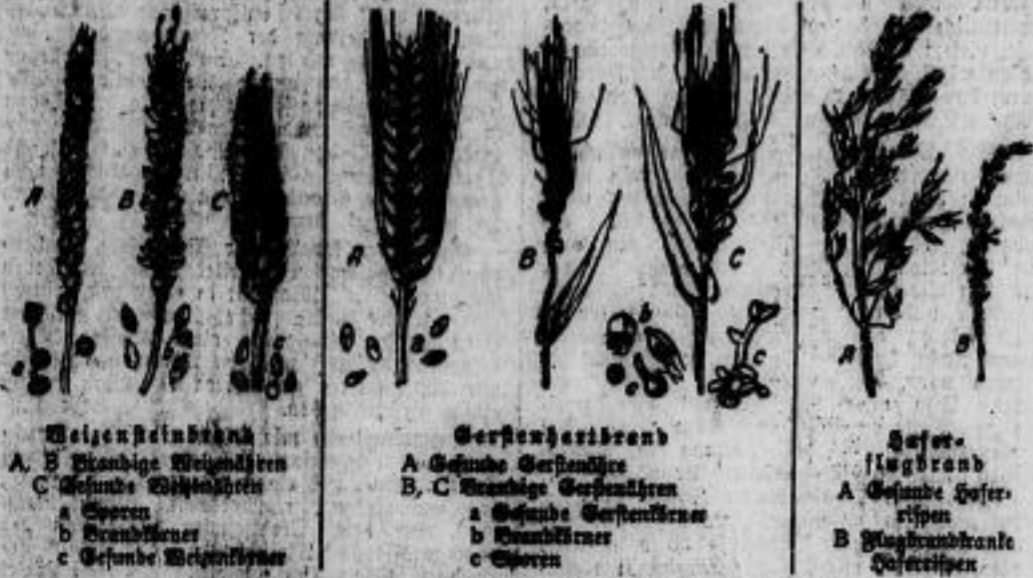 A
B
C
a
b
c
A
B
C
a
b
c
A
B
Weizensteinbrand
A, B Brandige Weizenähren
C Gesunde Weizenähren
a Sporen
b Brandkörner
c Gesunde Weizenkörner
Gerstenhartbrand
A Gesunde Gerstenähre
B, C Brandige Gerstenähren
a Gesunde Gerstenkörner
b Brandkörner
c Sporen
Hafer-
flugbrand
A Gesunde Hafer-
rispen
B Flugbrandkranke
Haferrispen